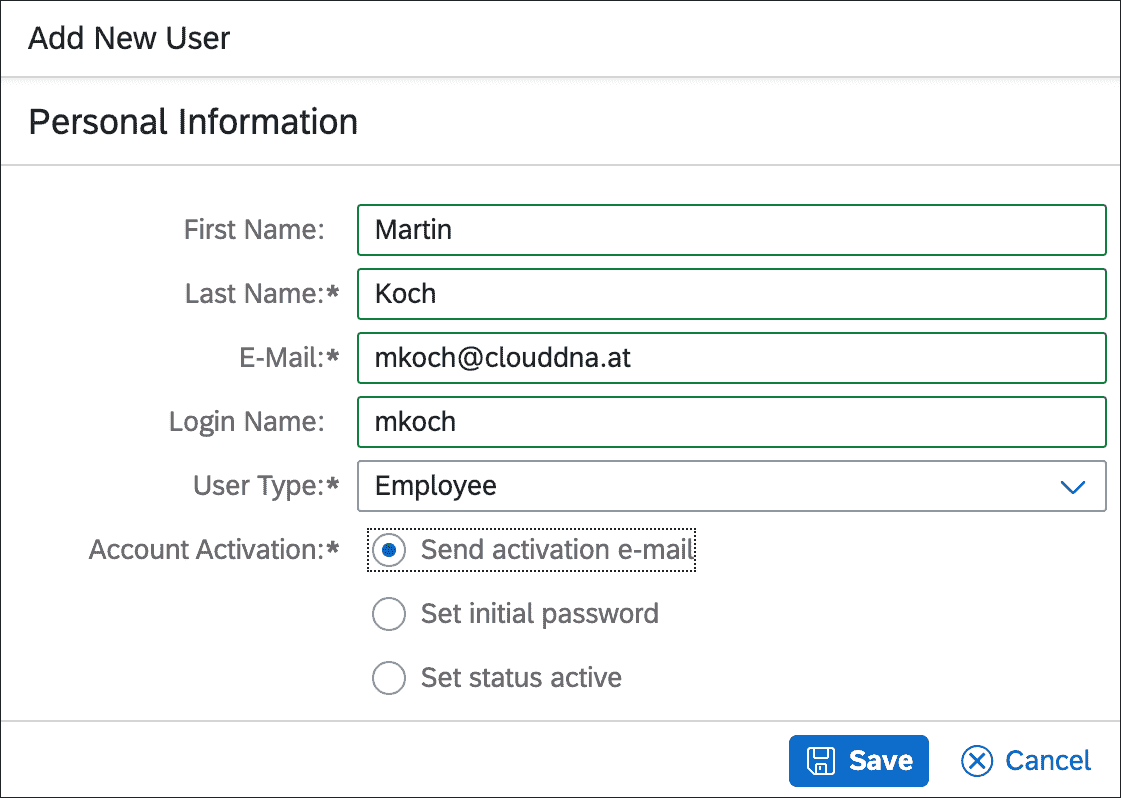 Add New User
Personal Information
First Name: Martin
Last Name:* Koch
E-Mail:* mkoch@clouddna.at
Login Name: mkoch
User Type:* Employee
Account Activation:* Send activation e-mail
Set initial password
Set status active
Save Cancel